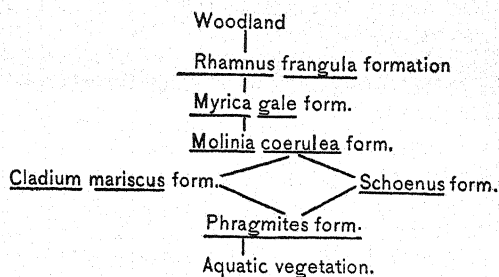 Woodland
Rhamnus frangula formation
Myrica gale form.
Molinia coerulea form.
Cladium mariscus form. Schoenus form.
Phragmites form.
Aquatic vegetation.